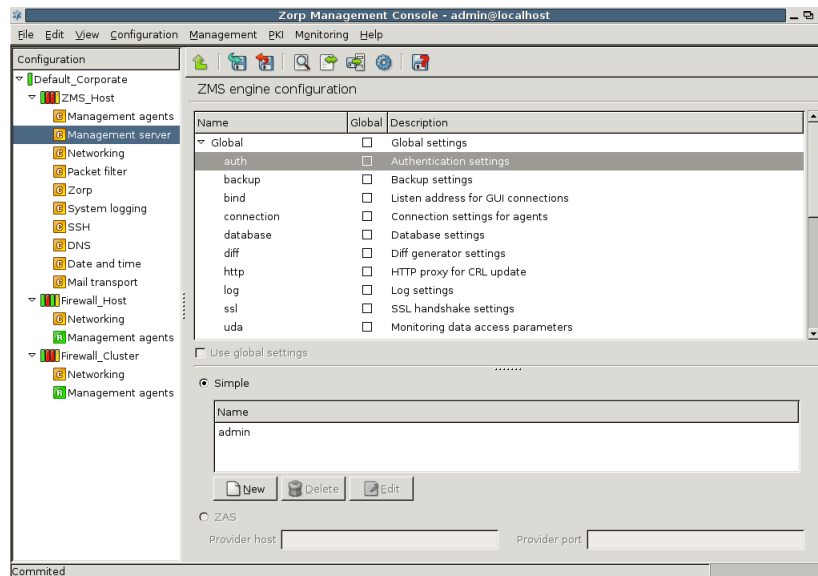 Zorp Management Console - admin@localhost
File Edit View Configuration Management PKI Monitoring Help
Configuration
Default_Corporate
ZMS_Host
Management agents
Management server
Networking
Packet filter
Zorp
System logging
SSH
DNS
Date and time
Mail transport
Firewall_Host
Networking
Management agents
Firewall_Cluster
Networking
Management agents
ZMS engine configuration
Name Global Description
Global Global settings
auth Authentication settings
backup Backup settings
bind Listen address for GUI connections
connection Connection settings for agents
database Database settings
diff Diff generator settings
http HTTP proxy for CRL update
log Log settings
ssl SSL handshake settings
uda Monitoring data access parameters
Use global settings
Simple
Name
admin
New Delete Edit
ZAS
Provider host Provider port
Commited